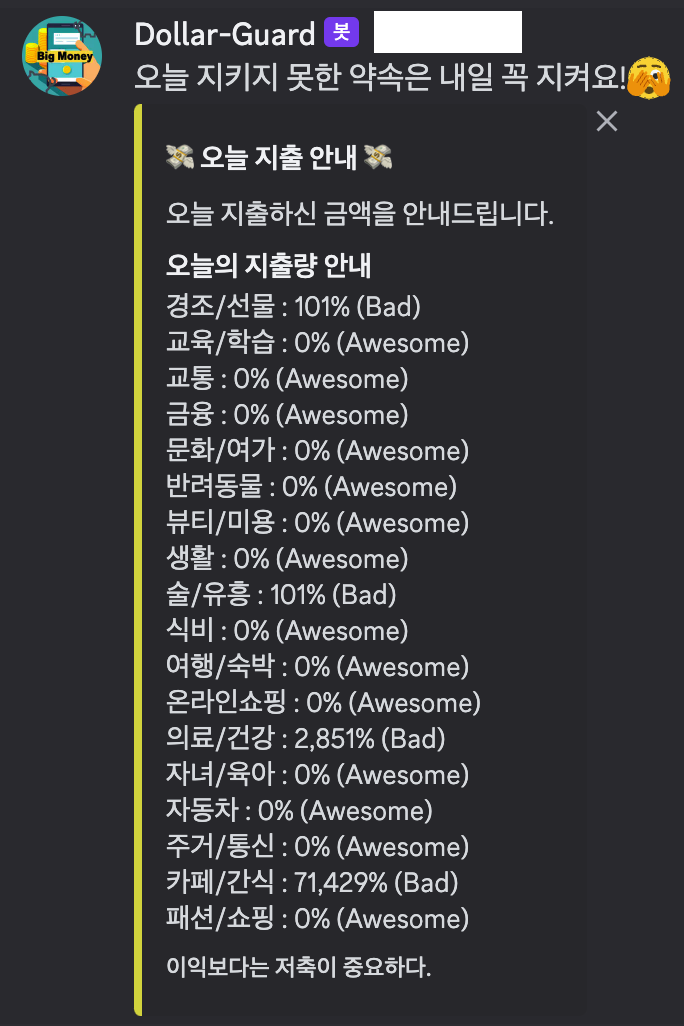 Big Money
Dollar-Guard 봇
오늘 지키지 못한 약속은 내일 꼭 지켜요!🫣
💸 오늘 지출 안내 💸
오늘 지출하신 금액을 안내드립니다.
오늘의 지출량 안내
경조/선물 : 101% (Bad)
교육/학습 : 0% (Awesome)
교통 : 0% (Awesome)
금융 : 0% (Awesome)
문화/여가 : 0% (Awesome)
반려동물 : 0% (Awesome)
뷰티/미용 : 0% (Awesome)
생활 : 0% (Awesome)
술/유흥 : 101% (Bad)
식비 : 0% (Awesome)
여행/숙박 : 0% (Awesome)
온라인쇼핑 : 0% (Awesome)
의료/건강 : 2,851% (Bad)
자녀/육아 : 0% (Awesome)
자동차 : 0% (Awesome)
주거/통신 : 0% (Awesome)
카페/간식 : 71,429% (Bad)
패션/쇼핑 : 0% (Awesome)
이익보다는 저축이 중요하다.